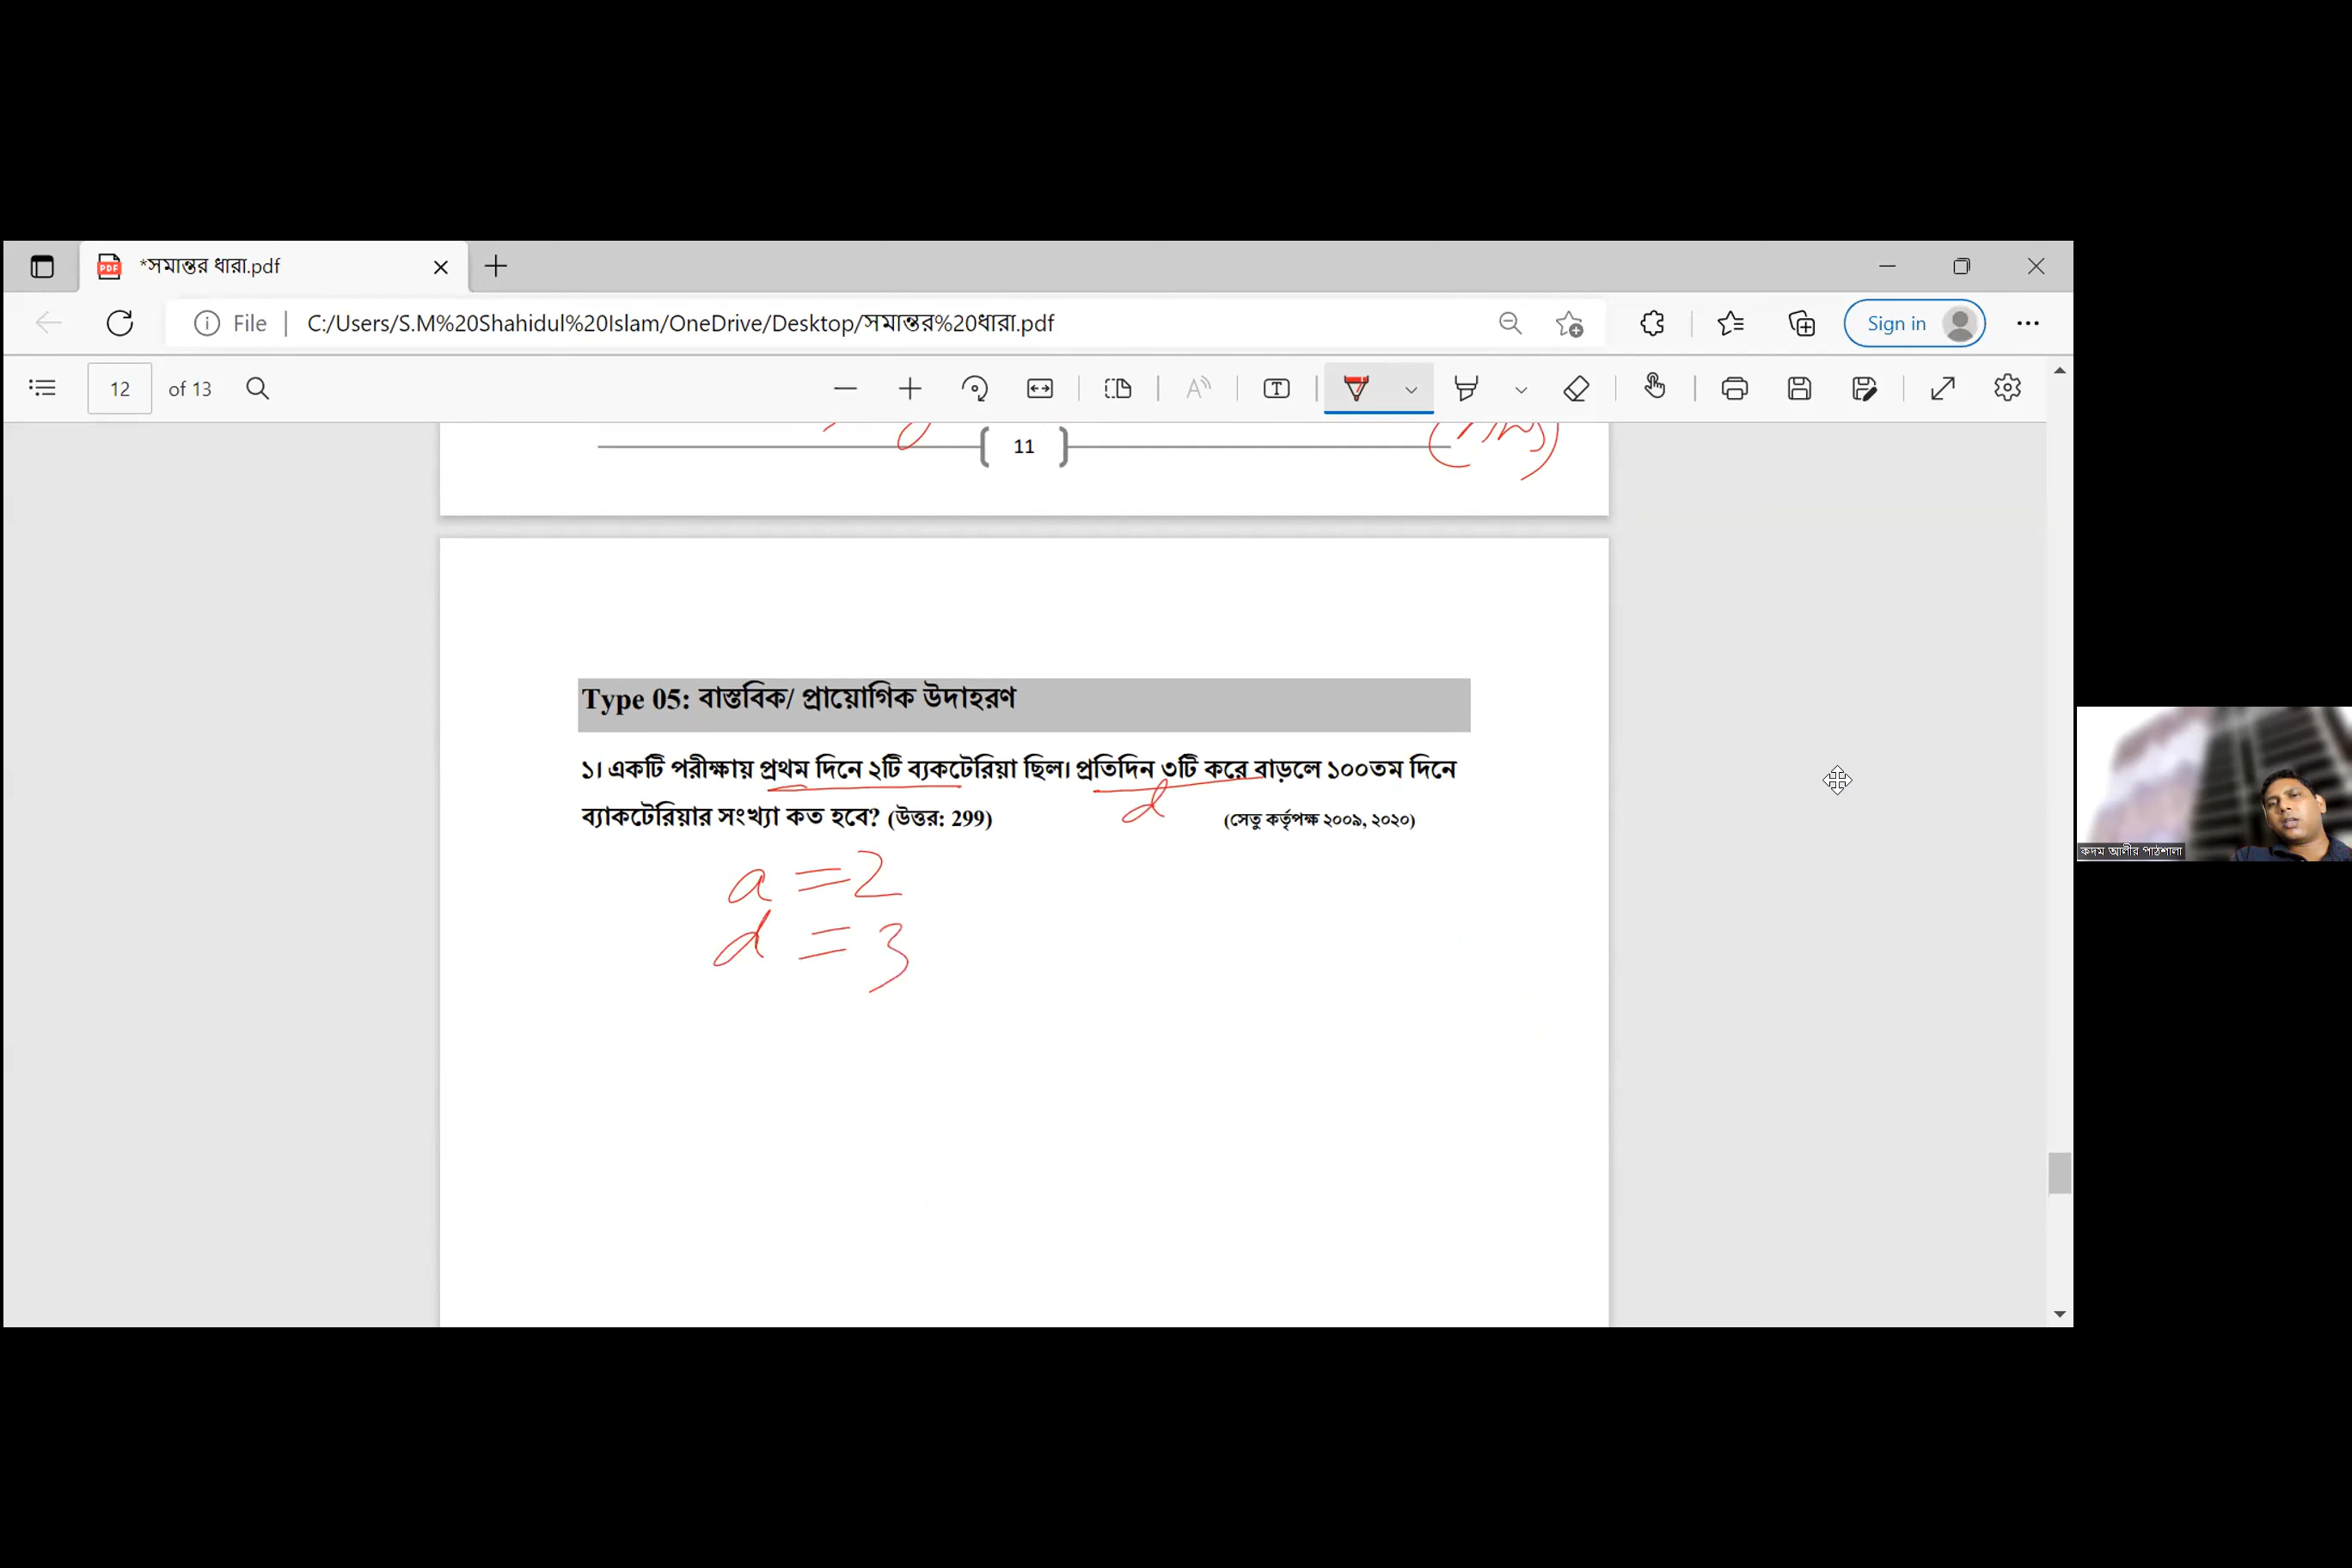 *সমান্তর ধারা.pdf
File C:/Users/S.M%20Shahidul%20Islam/OneDrive/Desktop/সমান্তর%20ধারা.pdf Sign in
12 of 13
11
Type 05: বাস্তবিক/ প্রায়োগিক উদাহরণ
১। একটি পরীক্ষায় প্রথম দিনে ২টি ব্যকটেরিয়া ছিল। প্রতিদিন ৩টি করে বাড়লে ১০০তম দিনে
d
ব্যাকটেরিয়ার সংখ্যা কত হবে? (উত্তর: 299) (সেতু কর্তৃপক্ষ ২০০৯, ২০২০)
a = 2
d = 3
কদম আলীর পাঠশালা